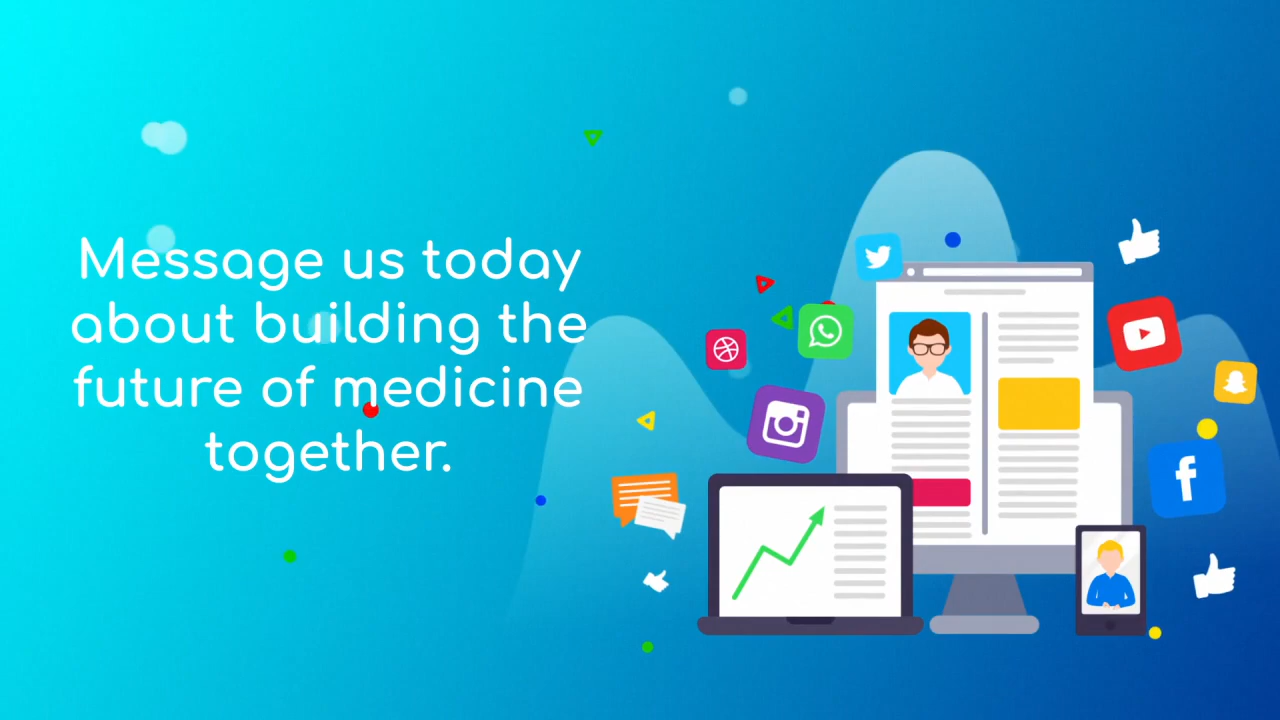 Message us today
about building the
future of medicine
together.